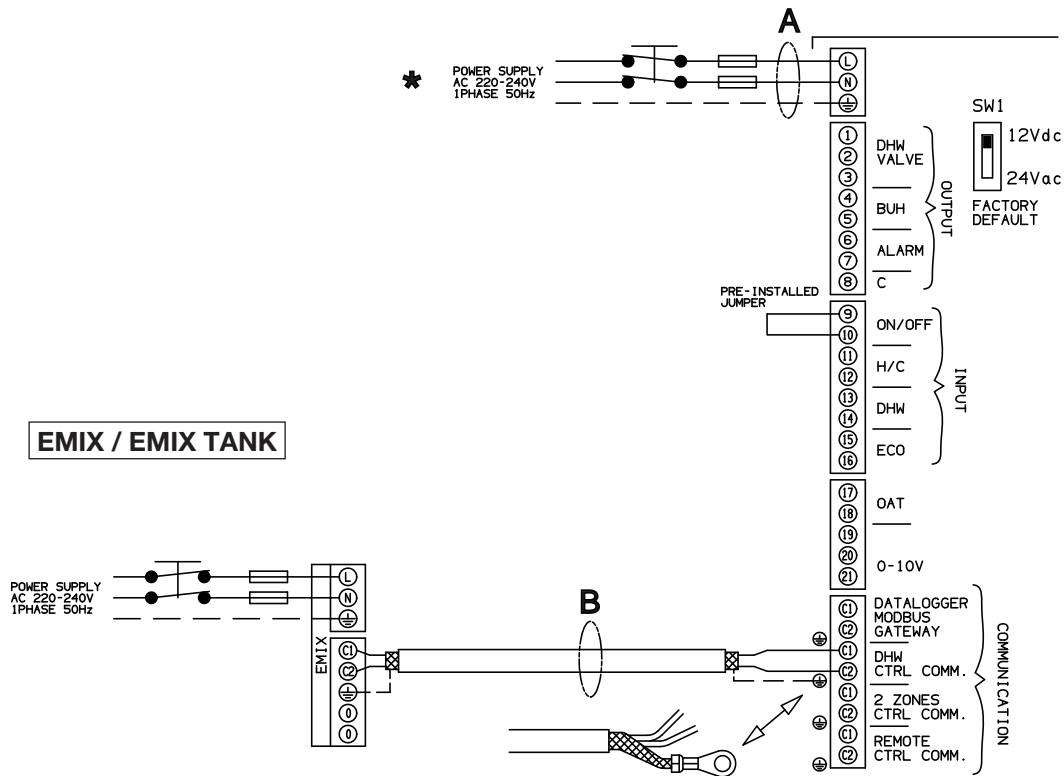 A
*
POWER SUPPLY
AC 220-240V
1PHASE 50Hz
L
N
SW1
12Vdc
24Vac
FACTORY
DEFAULT
1
2
3
4
5
6
7
8
DHW
VALVE
BUH
ALARM
C
OUTPUT
PRE-INSTALLED
JUMPER
9
10
11
12
13
14
15
16
ON/OFF
H/C
DHW
ECO
INPUT
EMIX / EMIX TANK
17
18
19
20
21
OAT
0-10V
POWER SUPPLY
AC 220-240V
1PHASE 50Hz
L
N
EMIX
C1
C2
0
0
B
C1
C2
C1
C2
C1
C2
C1
C2
DATALOGGER
MODBUS
GATEWAY
DHW
CTRL COMM.
2 ZONES
CTRL COMM.
REMOTE
CTRL COMM.
COMMUNICATION